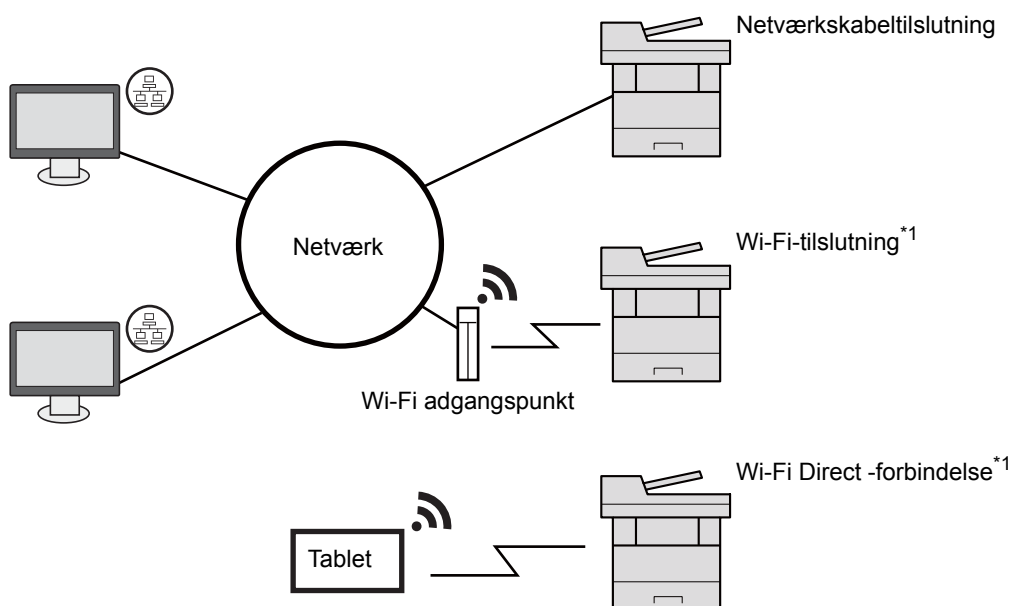 Netværkskabeltilslutning
Netværk
Wi-Fi-tilslutning*1
Wi-Fi adgangspunkt
Wi-Fi Direct -forbindelse*1
Tablet